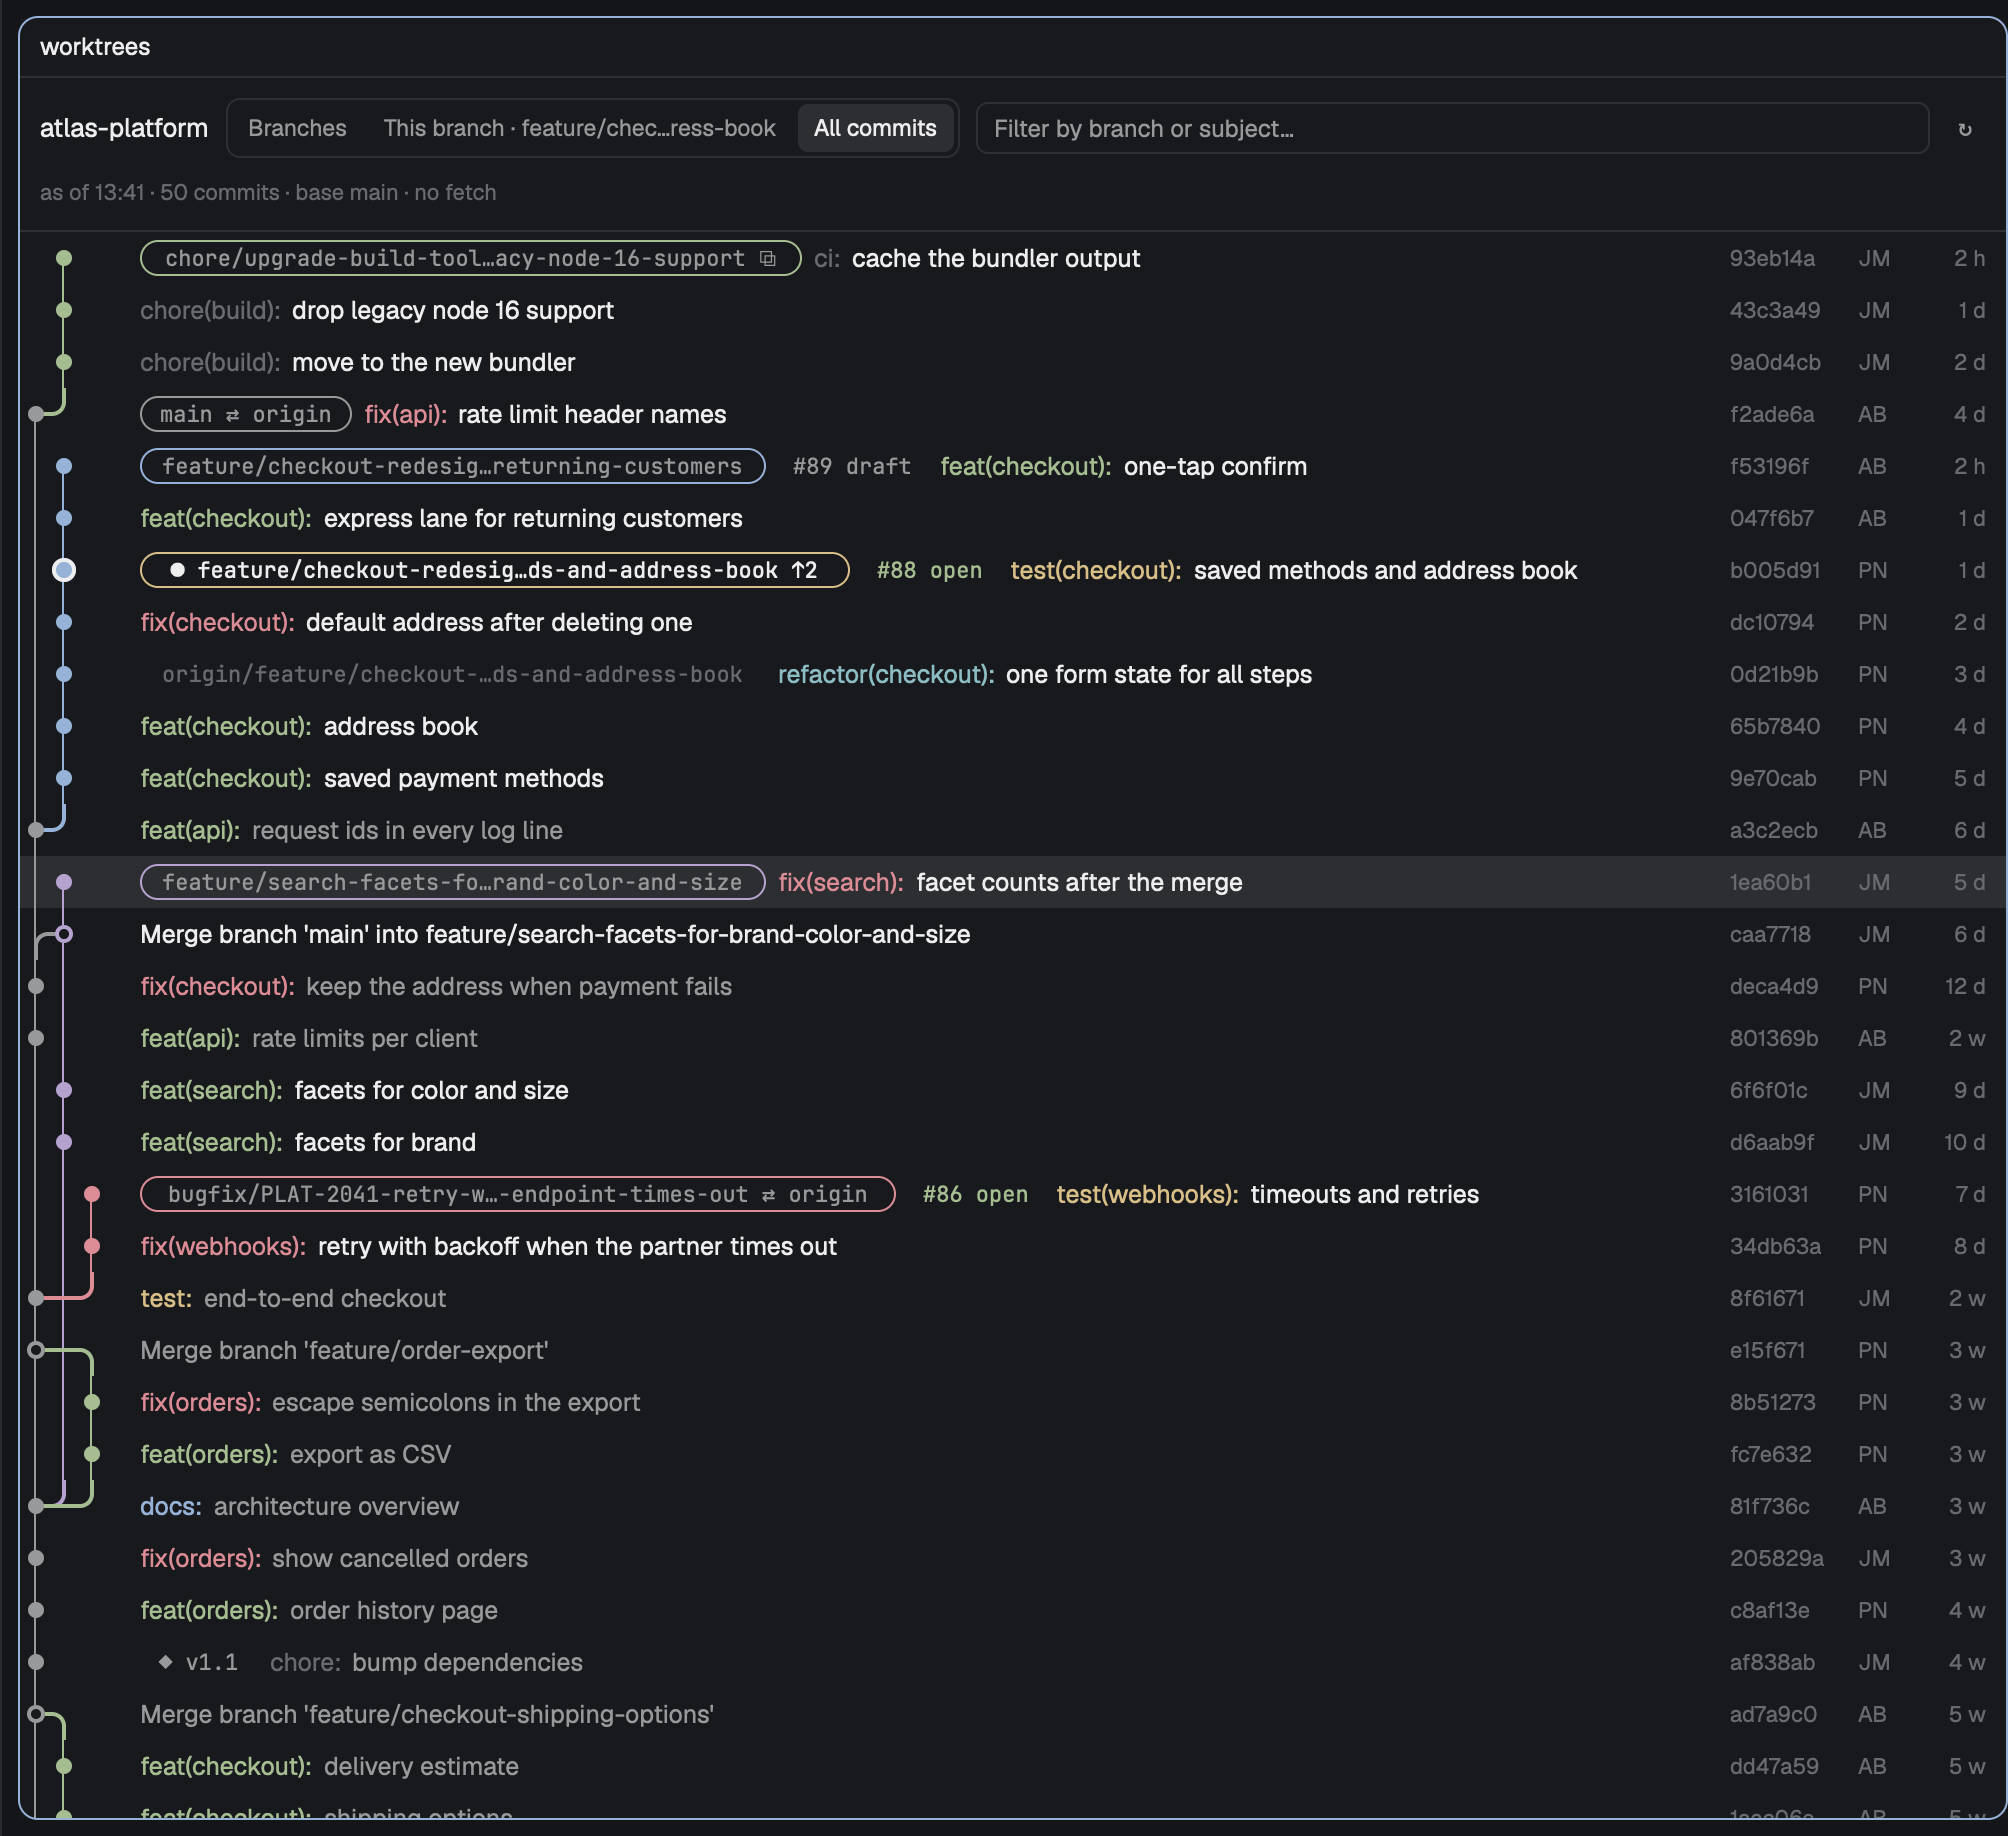 worktrees
atlas-platform Branches This branch · feature/chec…ress-book All commits Filter by branch or subject… ↻
as of 13:41 · 50 commits · base main · no fetch
chore/upgrade-build-tool…acy-node-16-support ci: cache the bundler output 93eb14a JM 2 h
chore(build): drop legacy node 16 support 43c3a49 JM 1 d
chore(build): move to the new bundler 9a0d4cb JM 2 d
main ⇄ origin fix(api): rate limit header names f2ade6a AB 4 d
feature/checkout-redesig…returning-customers #89 draft feat(checkout): one-tap confirm f53196f AB 2 h
feat(checkout): express lane for returning customers 047f6b7 AB 1 d
● feature/checkout-redesig…ds-and-address-book ↑2 #88 open test(checkout): saved methods and address book b005d91 PN 1 d
fix(checkout): default address after deleting one dc10794 PN 2 d
origin/feature/checkout-…ds-and-address-book refactor(checkout): one form state for all steps 0d21b9b PN 3 d
feat(checkout): address book 65b7840 PN 4 d
feat(checkout): saved payment methods 9e70cab PN 5 d
feat(api): request ids in every log line a3c2ecb AB 6 d
feature/search-facets-fo…rand-color-and-size fix(search): facet counts after the merge 1ea60b1 JM 5 d
Merge branch 'main' into feature/search-facets-for-brand-color-and-size caa7718 JM 6 d
fix(checkout): keep the address when payment fails deca4d9 PN 12 d
feat(api): rate limits per client 801369b AB 2 w
feat(search): facets for color and size 6f6f01c JM 9 d
feat(search): facets for brand d6aab9f JM 10 d
bugfix/PLAT-2041-retry-w…-endpoint-times-out ⇄ origin #86 open test(webhooks): timeouts and retries 3161031 PN 7 d
fix(webhooks): retry with backoff when the partner times out 34db63a PN 8 d
test: end-to-end checkout 8f61671 JM 2 w
Merge branch 'feature/order-export' e15f671 PN 3 w
fix(orders): escape semicolons in the export 8b51273 PN 3 w
feat(orders): export as CSV fc7e632 PN 3 w
docs: architecture overview 81f736c AB 3 w
fix(orders): show cancelled orders 205829a JM 3 w
feat(orders): order history page c8af13e PN 4 w
◆ v1.1 chore: bump dependencies af838ab JM 4 w
Merge branch 'feature/checkout-shipping-options' ad7a9c0 AB 5 w
feat(checkout): delivery estimate dd47a59 AB 5 w
feat(checkout): shipping options AB 5 w